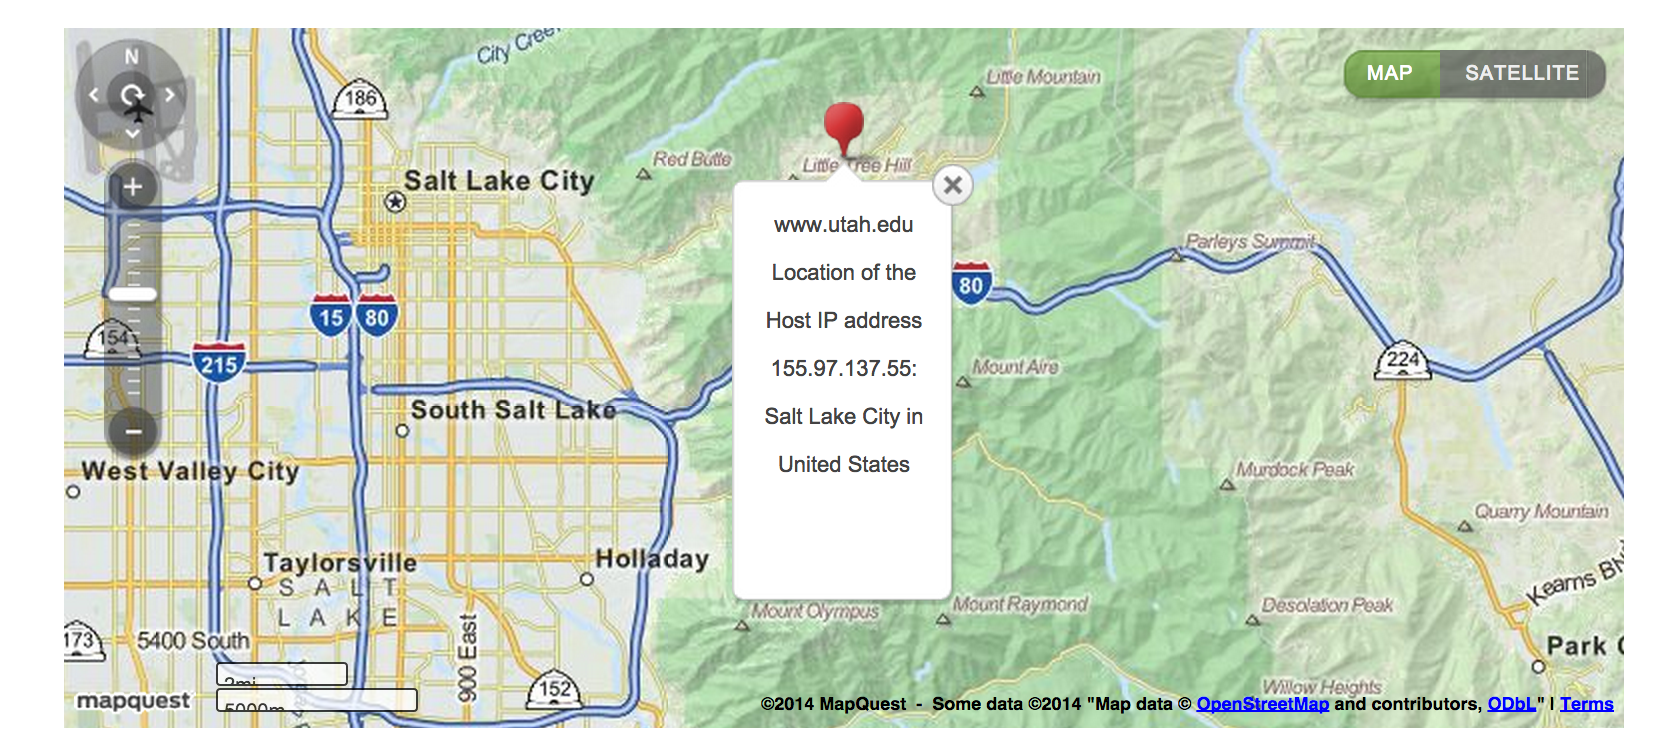 N
City Cree
186
Little Mountain
MAP
SATELLITE
Red Butte
Little Tree Hill
Salt Lake City
www.utah.edu
Location of the
Host IP address
155.97.137.55:
Salt Lake City in
United States
Parleys Summit
80
15
80
154
215
224
Mount Aire
South Salt Lake
West Valley City
Murdock Peak
Quarry Mountain
Taylorsville
Holladay
SALT
LAKE
Kearns Bl
Mount Olympus
Mount Raymond
Desolation Peak
173
5400 South
900 East
Park
152
Willow Heights
2mi
5000m
mapquest
©2014 MapQuest - Some data ©2014 "Map data © OpenStreetMap and contributors, ODbL" | Terms